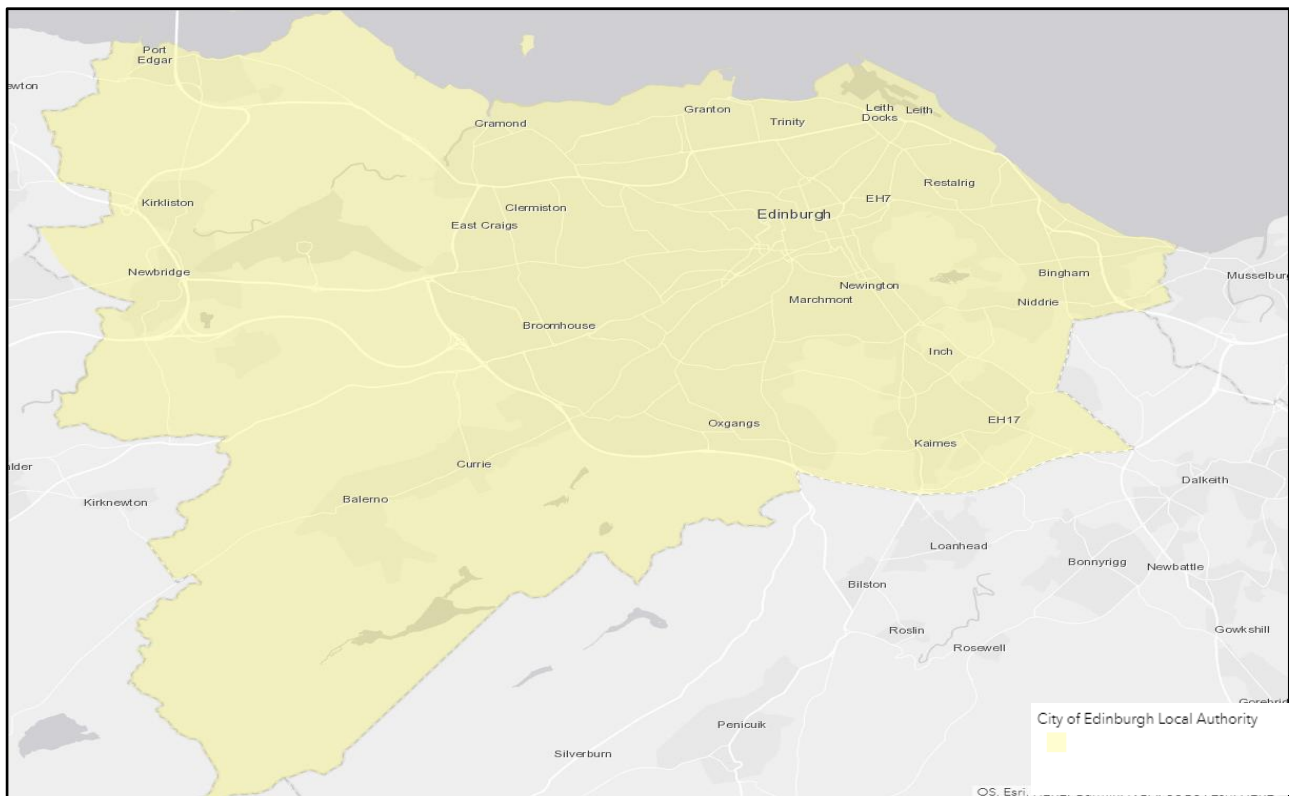 Port
Edgar
ewton
Cramond
Granton
Trinity
Leith
Docks
Leith
Restalrig
Kirkliston
Clermiston
EH7
Edinburgh
East Craigs
Newbridge
Bingham
Musselburg
Newington
Marchmont
Niddrie
Broomhouse
Inch
Oxgangs
EH17
Kaimes
Currie
alder
Kirknewton
Balerno
Dalkeith
Loanhead
Bonnyrigg
Newbattle
Bilston
Roslin
Gowkshill
Rosewell
Gorebrid
Penicuik
Silverburn
City of Edinburgh Local Authority
OS, Esri,